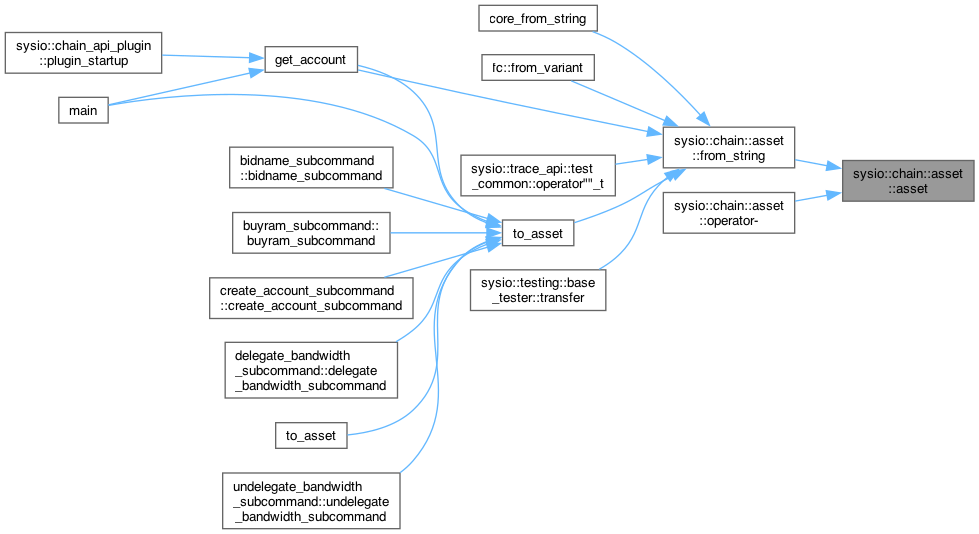 core_from_string
sysio::chain_api_plugin
::plugin_startup
get_account
fc::from_variant
main
sysio::chain::asset
::from_string
bidname_subcommand
::bidname_subcommand
sysio::trace_api::test
_common::operator""_t
sysio::chain::asset
::asset
buyram_subcommand::
buyram_subcommand
to_asset
sysio::chain::asset
::operator-
create_account_subcommand
::create_account_subcommand
sysio::testing::base
_tester::transfer
delegate_bandwidth
_subcommand::delegate
_bandwidth_subcommand
to_asset
undelegate_bandwidth
_subcommand::undelegate
_bandwidth_subcommand